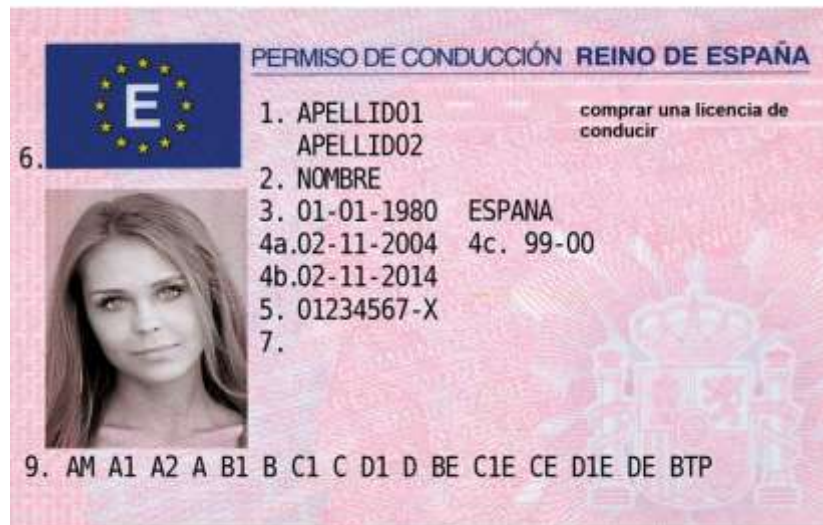 PERMISO DE CONDUCCIÓN REINO DE ESPAÑA
E
1. APELLIDO1
APELLIDO2
comprar una licencia de
conducir
6.
2. NOMBRE
3. 01-01-1980 ESPANA
4a.02-11-2004 4c. 99-00
4b.02-11-2014
5. 01234567-X
7.
9. AM A1 A2 A B1 B C1 C D1 D BE C1E CE D1E DE BTP